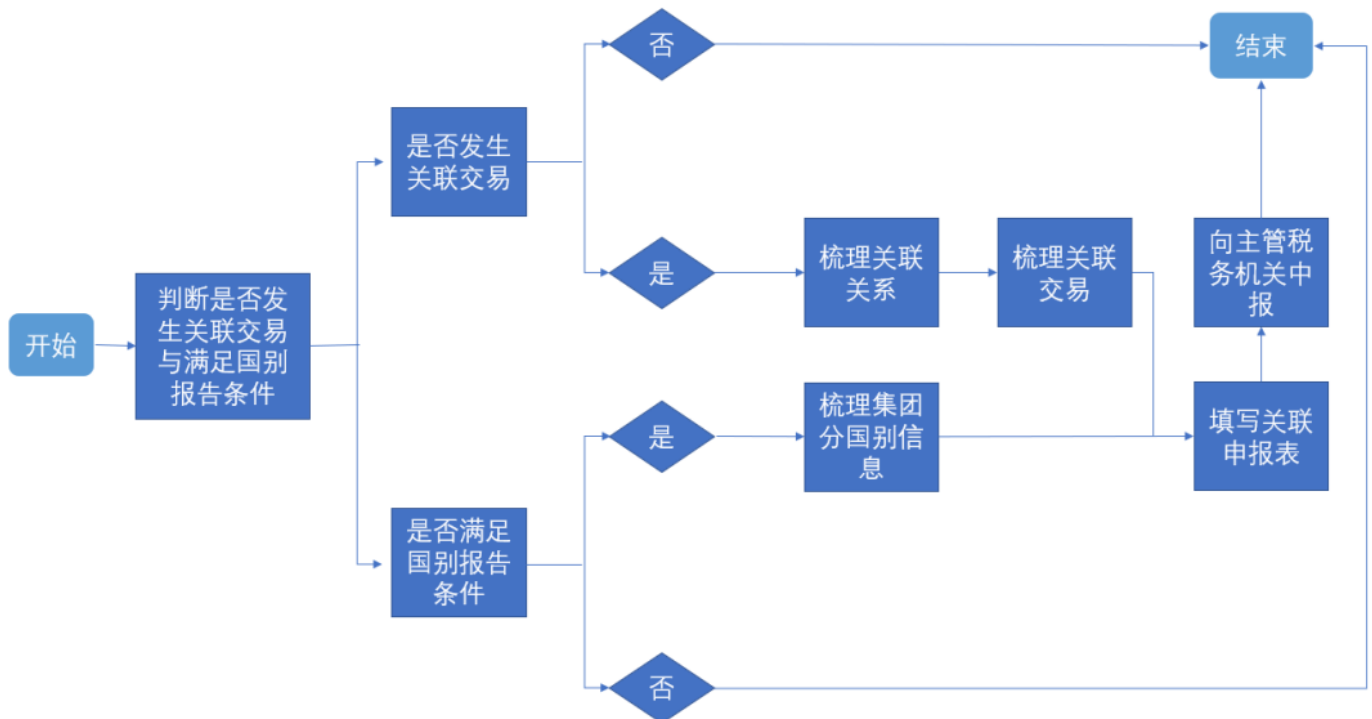 否
结束
是否发生
关联交易
是
梳理关联
关系
梳理关联
交易
向主管税
务机关中
报
开始
判断是否发
生关联交易
与满足国别
报告条件
是
梳理集团
分国别信
息
填写关联
申报表
是否满足
国别报告
条件
否